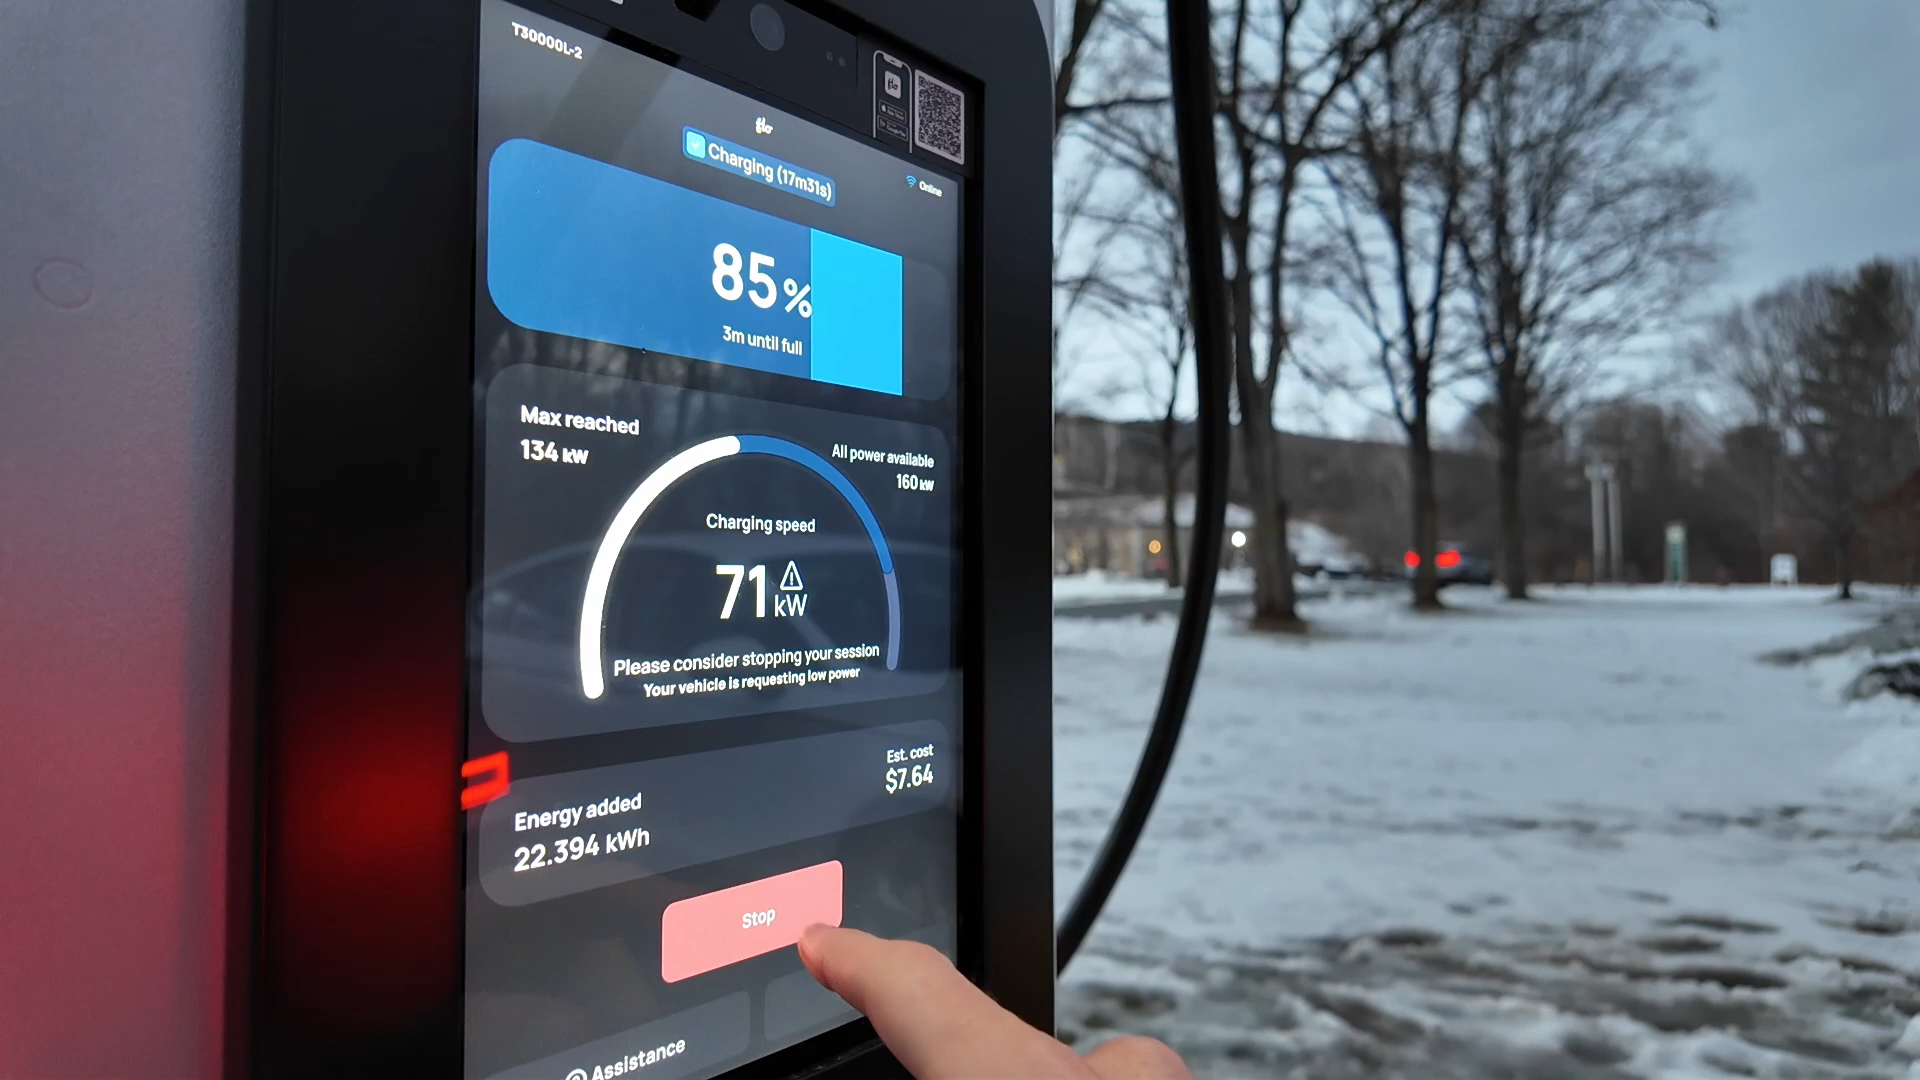 T30000L-2
flo
flo
Charging (17m31s)
Online
85%
3m until full
Max reached
134 kW
All power available
160 kW
Charging speed
71 kW
Please consider stopping your session
Your vehicle is requesting low power
Est. cost
$7.64
Energy added
22.394 kWh
Stop
Assistance